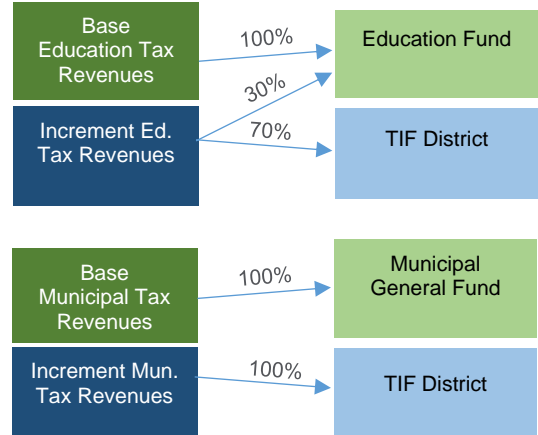 Base
Education Tax
Revenues
100%
Education Fund
30%
Increment Ed.
Tax Revenues
70%
TIF District
Base
Municipal Tax
Revenues
100%
Municipal
General Fund
Increment Mun.
Tax Revenues
100%
TIF District